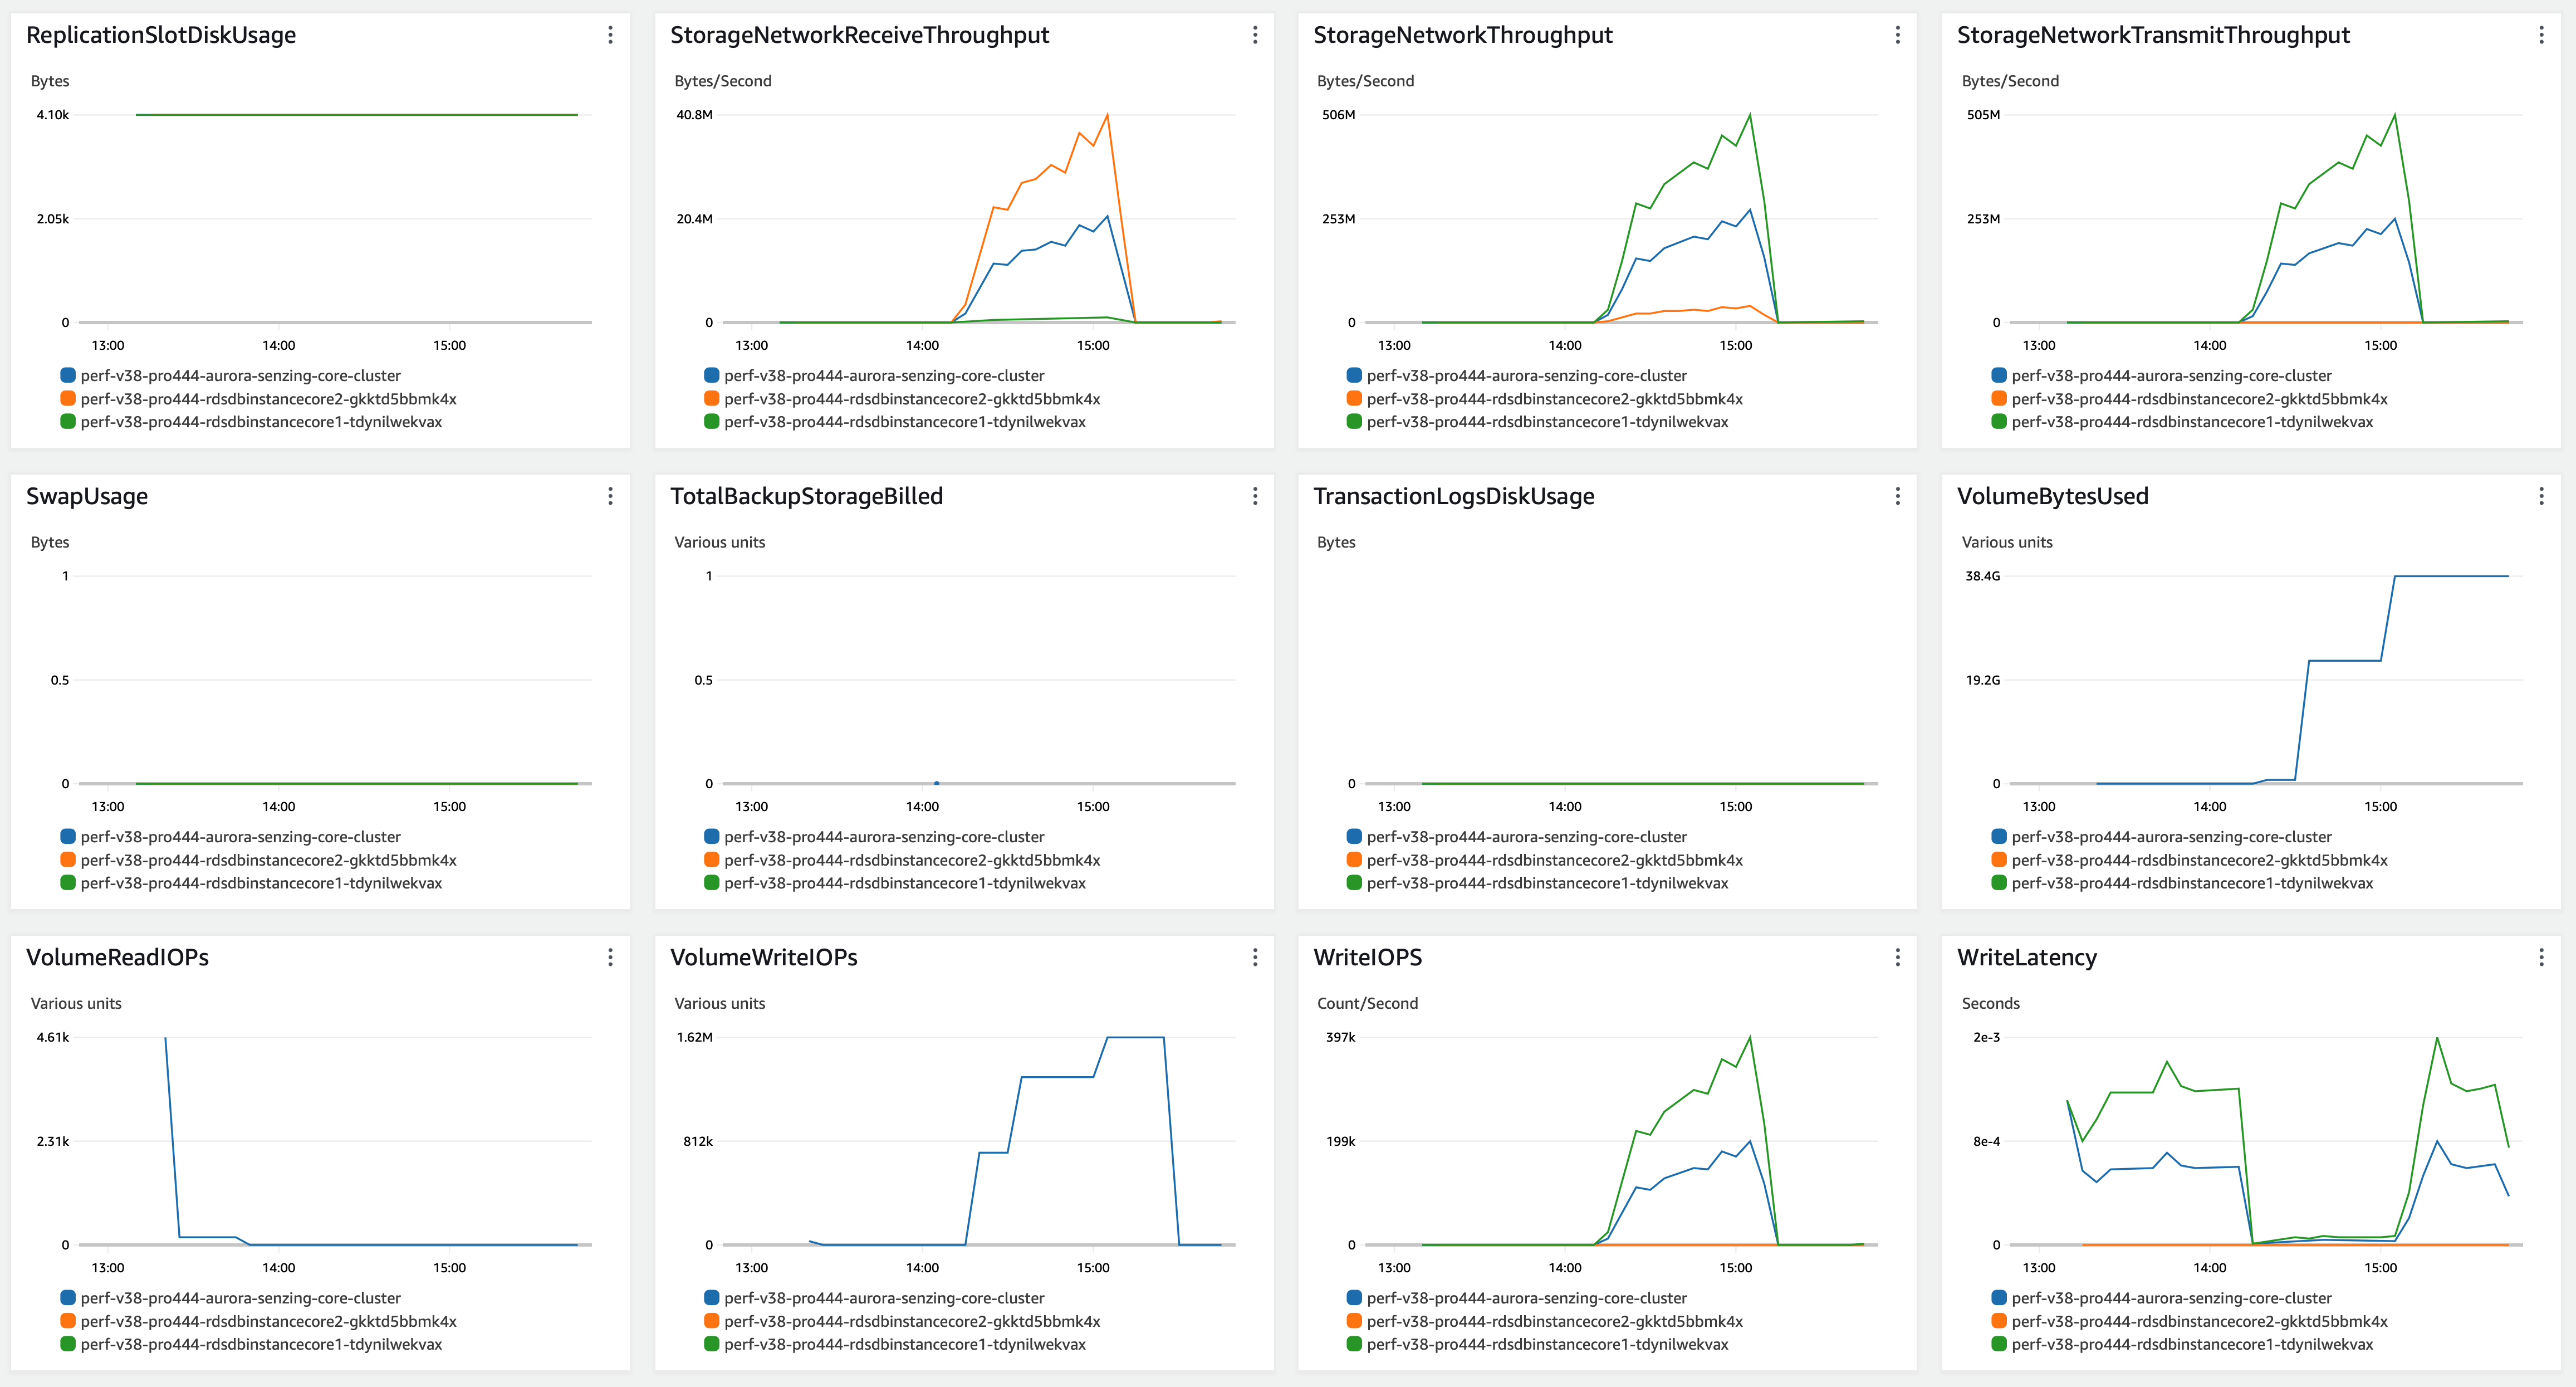 ReplicationSlotDiskUsage
Bytes
4.10k
2.05k
0
13:00 14:00 15:00
perf-v38-pro444-aurora-senzing-core-cluster
perf-v38-pro444-rdsdbinstancecore2-gkktd5bbmk4x
perf-v38-pro444-rdsdbinstancecore1-tdynilwekvax
StorageNetworkReceiveThroughput
Bytes/Second
40.8M
20.4M
0
13:00 14:00 15:00
perf-v38-pro444-aurora-senzing-core-cluster
perf-v38-pro444-rdsdbinstancecore2-gkktd5bbmk4x
perf-v38-pro444-rdsdbinstancecore1-tdynilwekvax
StorageNetworkThroughput
Bytes/Second
506M
253M
0
13:00 14:00 15:00
perf-v38-pro444-aurora-senzing-core-cluster
perf-v38-pro444-rdsdbinstancecore2-gkktd5bbmk4x
perf-v38-pro444-rdsdbinstancecore1-tdynilwekvax
StorageNetworkTransmitThroughput
Bytes/Second
505M
253M
0
13:00 14:00 15:00
perf-v38-pro444-aurora-senzing-core-cluster
perf-v38-pro444-rdsdbinstancecore2-gkktd5bbmk4x
perf-v38-pro444-rdsdbinstancecore1-tdynilwekvax
SwapUsage
Bytes
1
0.5
0
13:00 14:00 15:00
perf-v38-pro444-aurora-senzing-core-cluster
perf-v38-pro444-rdsdbinstancecore2-gkktd5bbmk4x
perf-v38-pro444-rdsdbinstancecore1-tdynilwekvax
TotalBackupStorageBilled
Various units
1
0.5
0
13:00 14:00 15:00
perf-v38-pro444-aurora-senzing-core-cluster
perf-v38-pro444-rdsdbinstancecore2-gkktd5bbmk4x
perf-v38-pro444-rdsdbinstancecore1-tdynilwekvax
TransactionLogsDiskUsage
Bytes
0
13:00 14:00 15:00
perf-v38-pro444-aurora-senzing-core-cluster
perf-v38-pro444-rdsdbinstancecore2-gkktd5bbmk4x
perf-v38-pro444-rdsdbinstancecore1-tdynilwekvax
VolumeBytesUsed
Various units
38.4G
19.2G
0
13:00 14:00 15:00
perf-v38-pro444-aurora-senzing-core-cluster
perf-v38-pro444-rdsdbinstancecore2-gkktd5bbmk4x
perf-v38-pro444-rdsdbinstancecore1-tdynilwekvax
VolumeReadIOPs
Various units
4.61k
2.31k
0
13:00 14:00 15:00
perf-v38-pro444-aurora-senzing-core-cluster
perf-v38-pro444-rdsdbinstancecore2-gkktd5bbmk4x
perf-v38-pro444-rdsdbinstancecore1-tdynilwekvax
VolumeWriteIOPs
Various units
1.62M
812k
0
13:00 14:00 15:00
perf-v38-pro444-aurora-senzing-core-cluster
perf-v38-pro444-rdsdbinstancecore2-gkktd5bbmk4x
perf-v38-pro444-rdsdbinstancecore1-tdynilwekvax
WriteIOPS
Count/Second
397k
199k
0
13:00 14:00 15:00
perf-v38-pro444-aurora-senzing-core-cluster
perf-v38-pro444-rdsdbinstancecore2-gkktd5bbmk4x
perf-v38-pro444-rdsdbinstancecore1-tdynilwekvax
WriteLatency
Seconds
2e-3
8e-4
0
13:00 14:00 15:00
perf-v38-pro444-aurora-senzing-core-cluster
perf-v38-pro444-rdsdbinstancecore2-gkktd5bbmk4x
perf-v38-pro444-rdsdbinstancecore1-tdynilwekvax